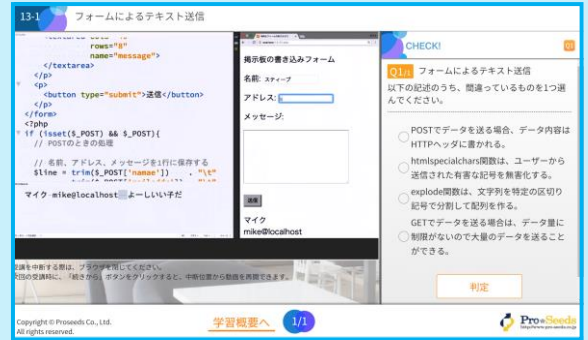 13-1 フォームによるテキスト送信
rows="8"
name="message">
</textarea>
</p>
<p>
<button type="submit">送信</button>
</p>
</form>
<?php
if (isset($_POST) && $_POST){
// POSTのときの処理
// 名前、アドレス、メッセージを1行に保存する
$line = trim($_POST['namae']) . "\t"
マイク mike@localhost よーしいい子だ
掲示板の書き込みフォーム
名前: スティーブ
アドレス:
メッセージ:
送信
マイク
mike@localhost
CHECK!
Q1
Q1/1 フォームによるテキスト送信
以下の記述のうち、間違っているものを1つ選
んでください。
POSTでデータを送る場合、データ内容は
HTTPヘッダに書かれる。
htmlspecialchars関数は、ユーザーから
送信された有害な記号を無害化する。
explode関数は、文字列を特定の区切り
記号で分割して配列を作る。
GETでデータを送る場合は、データ量に
制限がないので大量のデータを送ること
ができる。
判定
受講を中断する際は、ブラウザを閉じてください。
次回の受講時に、「続きから」ボタンをクリックすると、中断位置から動画を再開できます。
Copyright © Proseeds Co., Ltd.
All rights reserved.
学習概要へ 1/1
Pro●Seeds